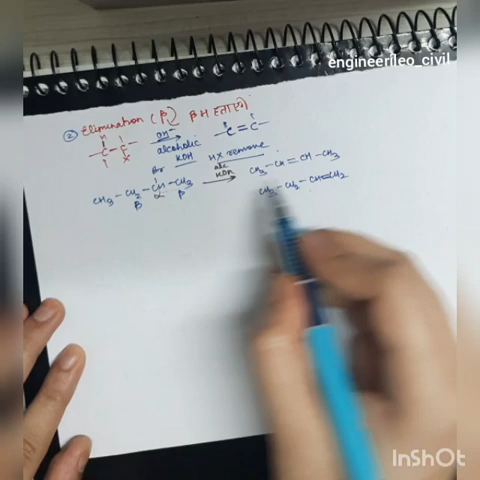 engineerleo_civil
② Elimination (β) β H हटाओ
H
-C-C- OH⁻ -C=C-
X alcoholic
KOH HX remove
Br alc
CH₃-CH₂-CH-CH₃ KOH CH₃-CH=CH-CH₃
β α β CH₃-CH₂-CH=CH₂
InShOt